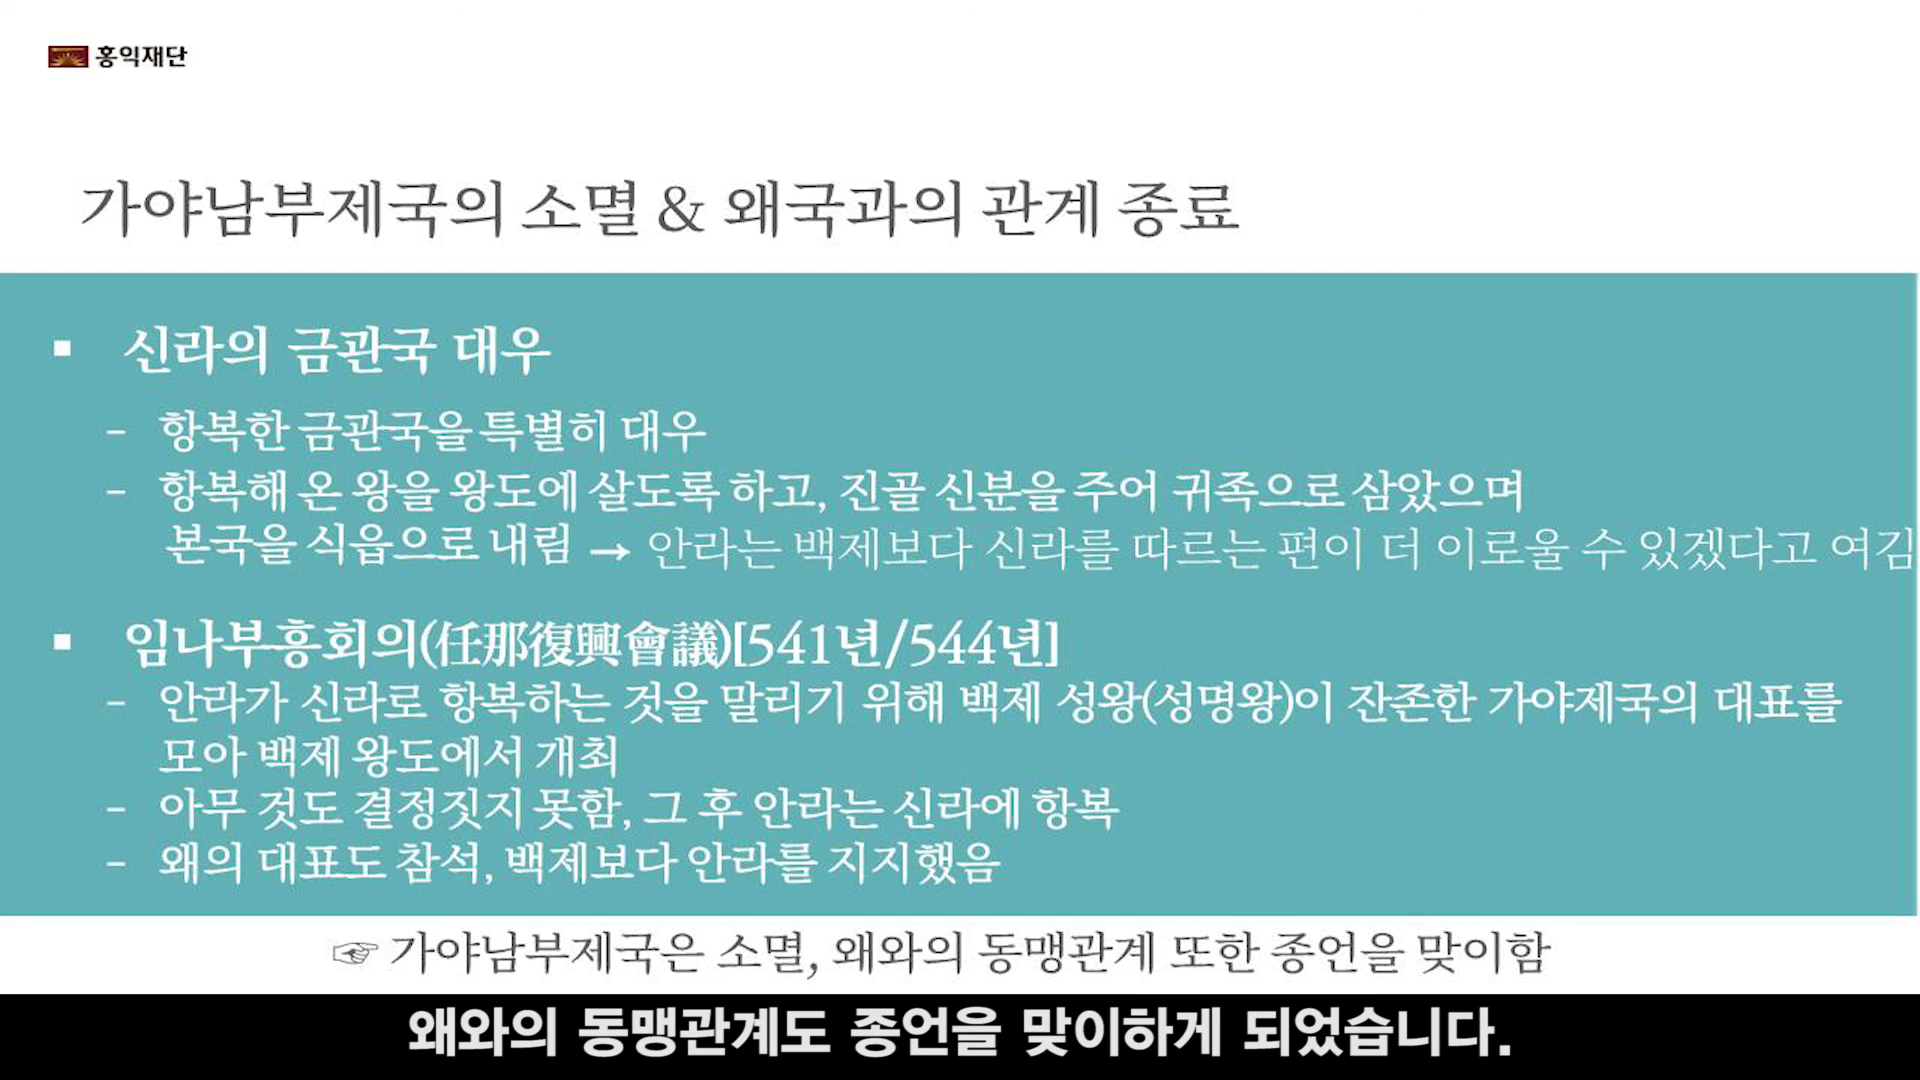 홍익재단
가야남부제국의 소멸 & 왜국과의 관계 종료
▪ 신라의 금관국 대우
- 항복한 금관국을 특별히 대우
- 항복해 온 왕을 왕도에 살도록 하고, 진골 신분을 주어 귀족으로 삼았으며
본국을 식읍으로 내림 → 안라는 백제보다 신라를 따르는 편이 더 이로울 수 있겠다고 여김
▪ 임나부흥회의(任那復興會議)[541년/544년]
- 안라가 신라로 항복하는 것을 말리기 위해 백제 성왕(성명왕)이 잔존한 가야제국의 대표를
모아 백제 왕도에서 개최
- 아무 것도 결정짓지 못함, 그 후 안라는 신라에 항복
- 왜의 대표도 참석, 백제보다 안라를 지지했음
☞ 가야남부제국은 소멸, 왜와의 동맹관계 또한 종언을 맞이함
왜와의 동맹관계도 종언을 맞이하게 되었습니다.